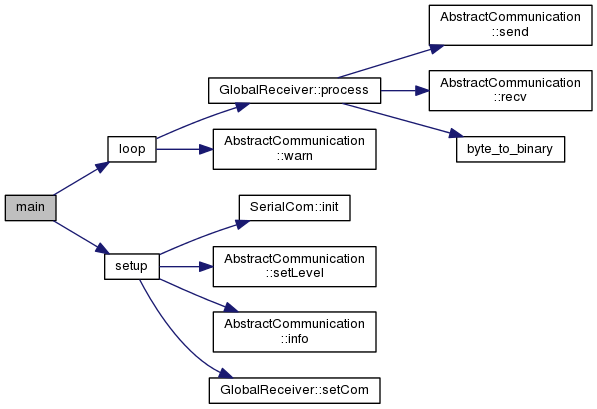 AbstractCommunication
::send
GlobalReceiver::process
AbstractCommunication
::recv
loop
AbstractCommunication
::warn
byte_to_binary
main
SerialCom::init
setup
AbstractCommunication
::setLevel
AbstractCommunication
::info
GlobalReceiver::setCom